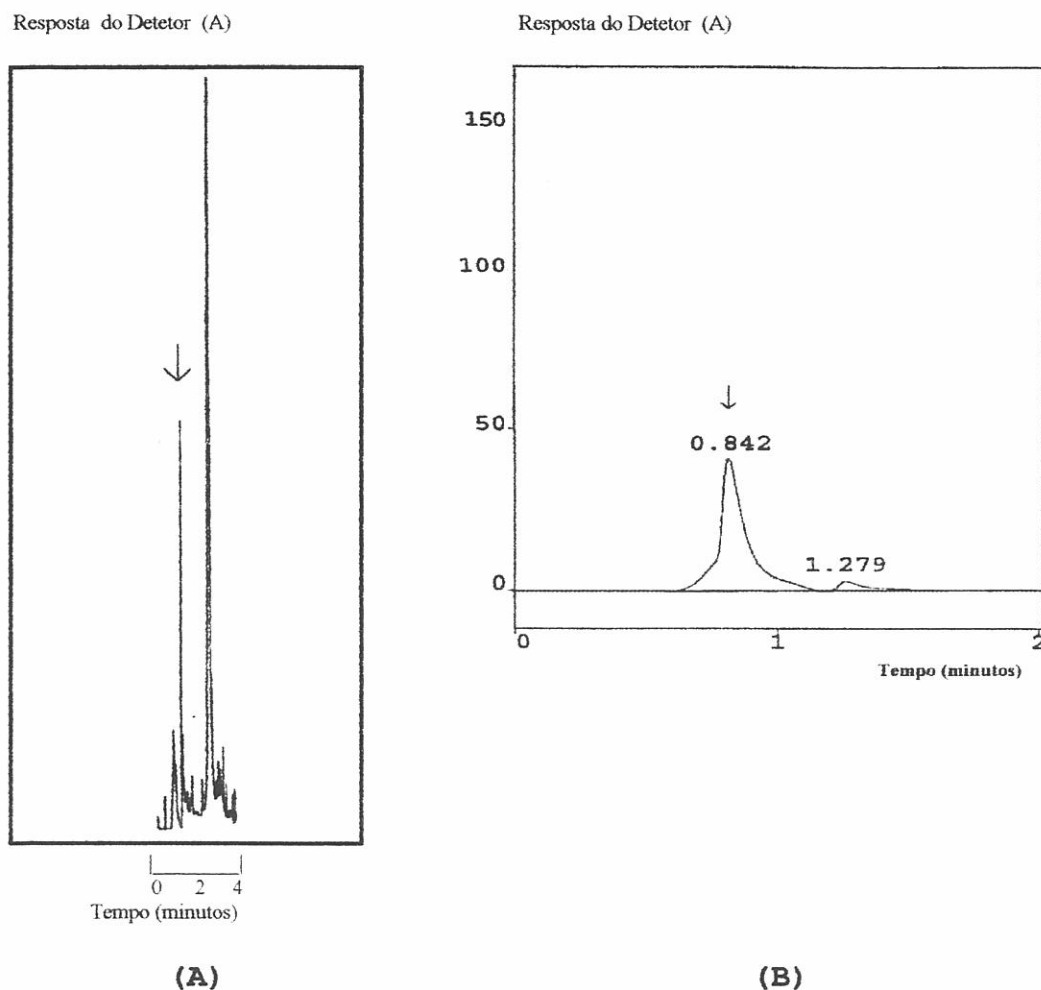 Resposta do Detetor (A)
0 2 4
Tempo (minutos)
(A)
Resposta do Detetor (A)
150
100
50
0
0.842
1.279
0 1 2
Tempo (minutos)
(B)